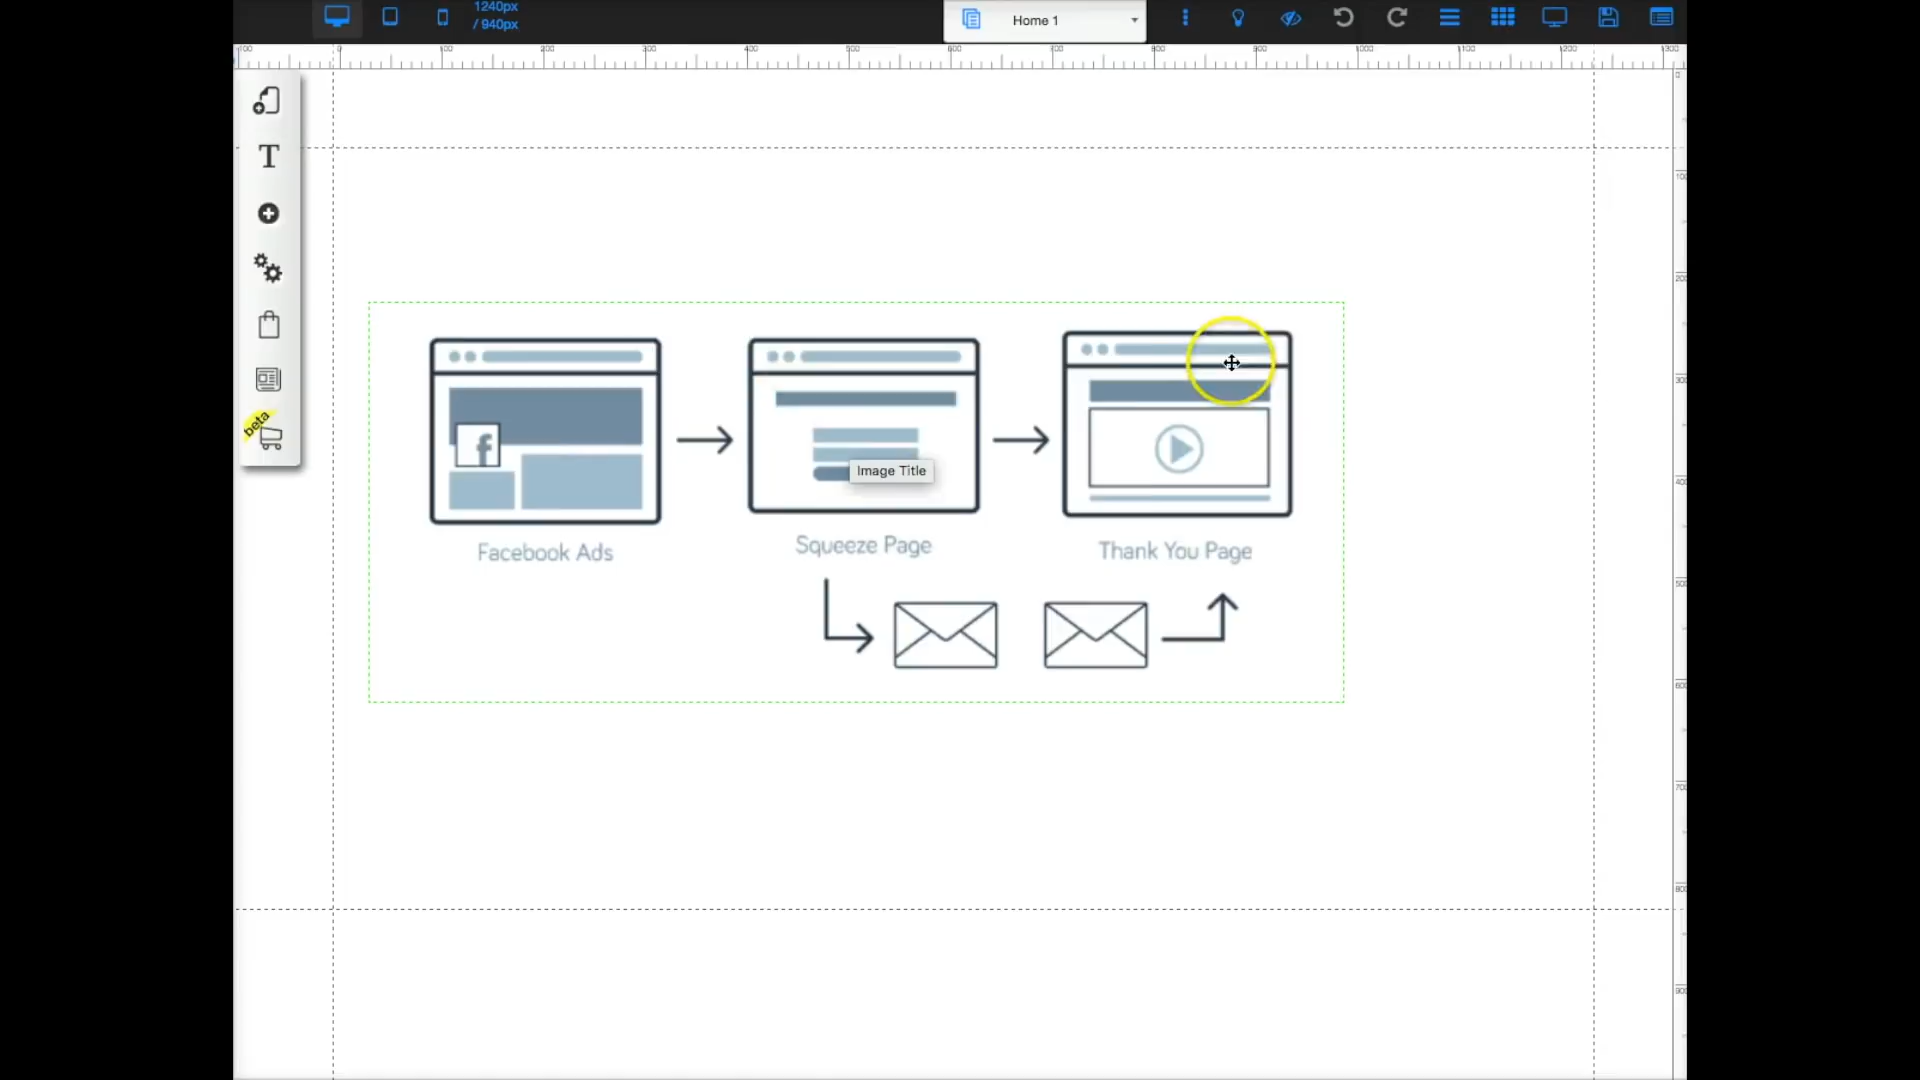 1240px
/ 940px
Home 1
T
beta
f
Image Title
Facebook Ads
Squeeze Page
Thank You Page